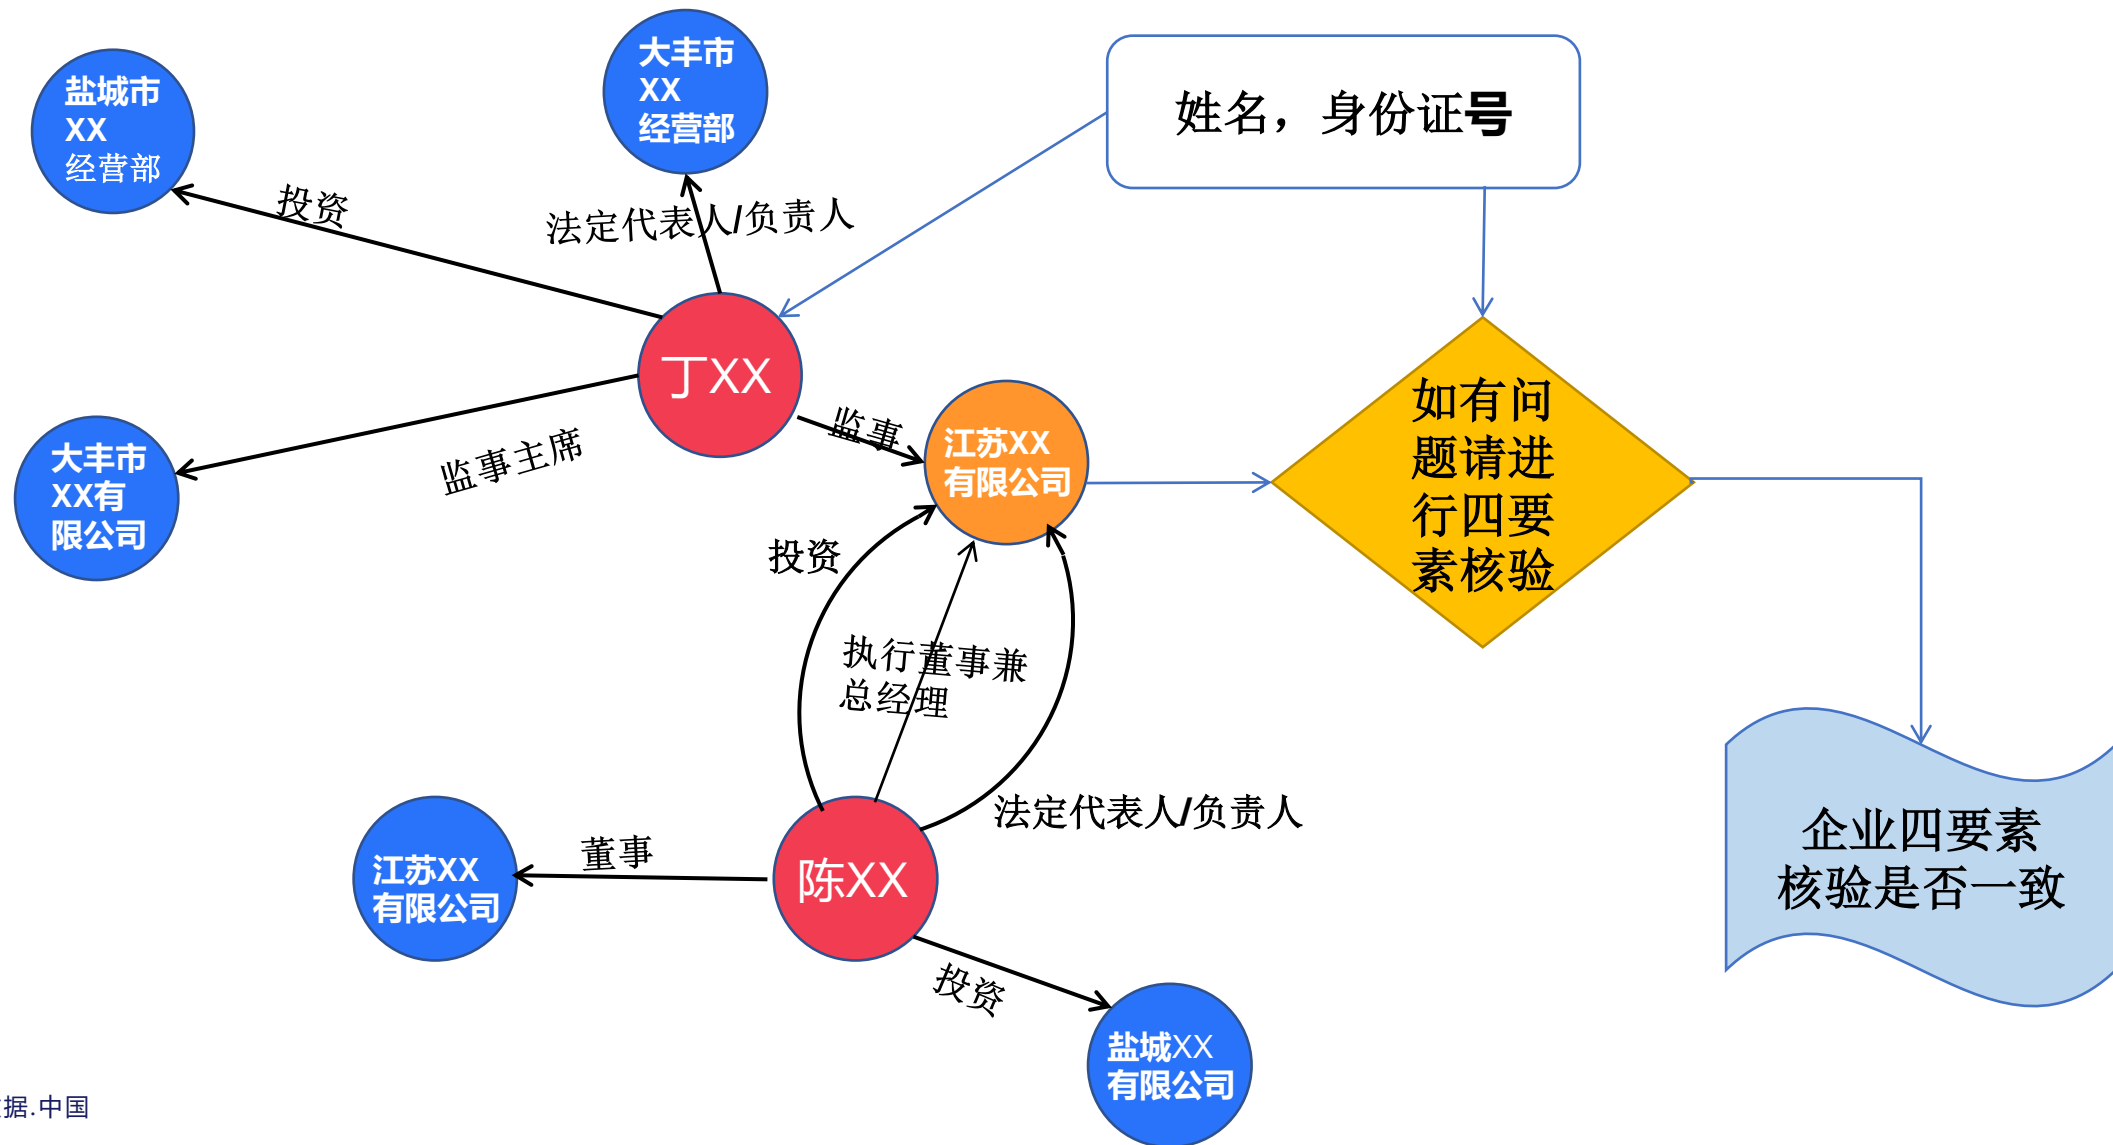 大丰市
XX
经营部
盐城市
XX
经营部
姓名，身份证号
投资
法定代表人/负责人
丁XX
监事
如有问
题请进
行四要
素核验
江苏XX
有限公司
监事主席
大丰市
XX有
限公司
投资
执行董事兼
总经理
法定代表人/负责人
企业四要素
核验是否一致
董事
江苏XX
有限公司
陈XX
投资
盐城XX
有限公司
据.中国